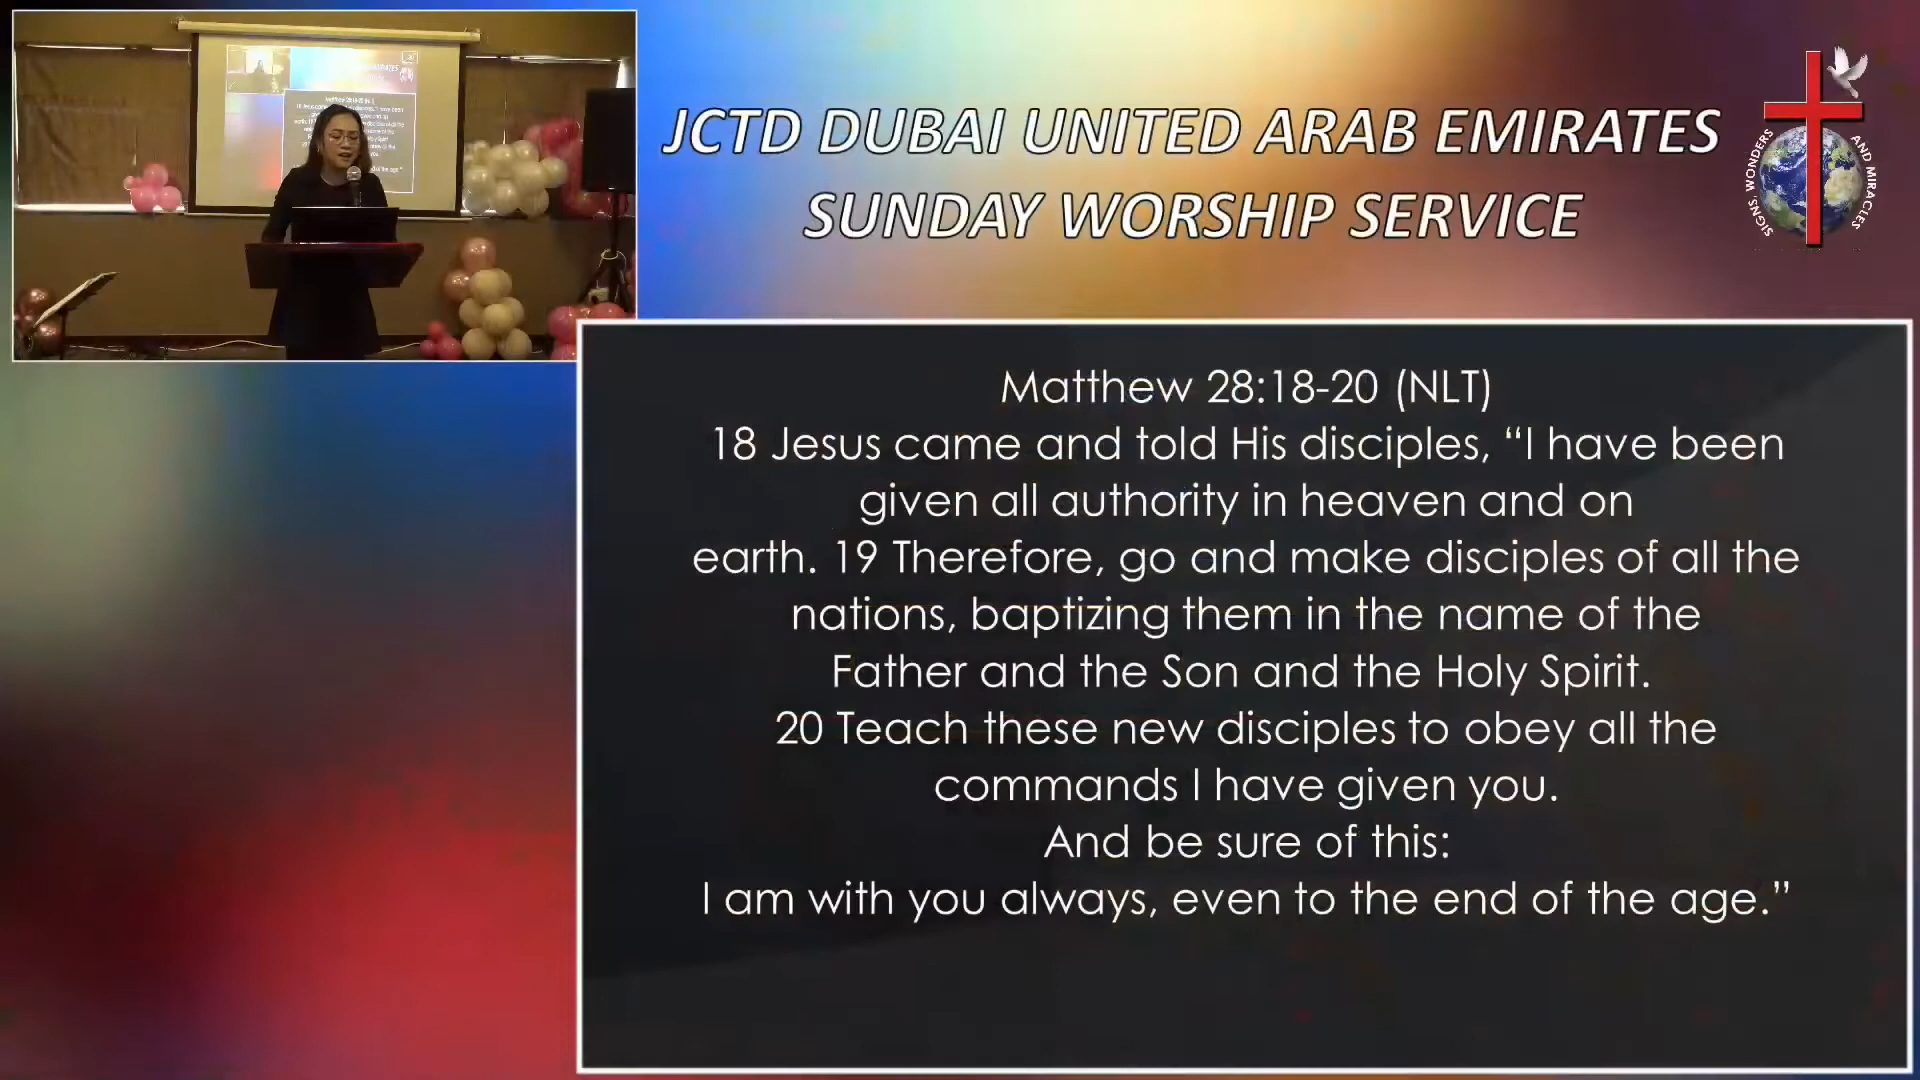 JCTD DUBAI UNITED ARAB EMIRATES
SUNDAY WORSHIP SERVICE
SIGNS, WONDERS
AND MIRACLES
Matthew 28:18-20 (NLT)
18 Jesus came and told His disciples, “I have been
given all authority in heaven and on
earth. 19 Therefore, go and make disciples of all the
nations, baptizing them in the name of the
Father and the Son and the Holy Spirit.
20 Teach these new disciples to obey all the
commands I have given you.
And be sure of this:
I am with you always, even to the end of the age.”